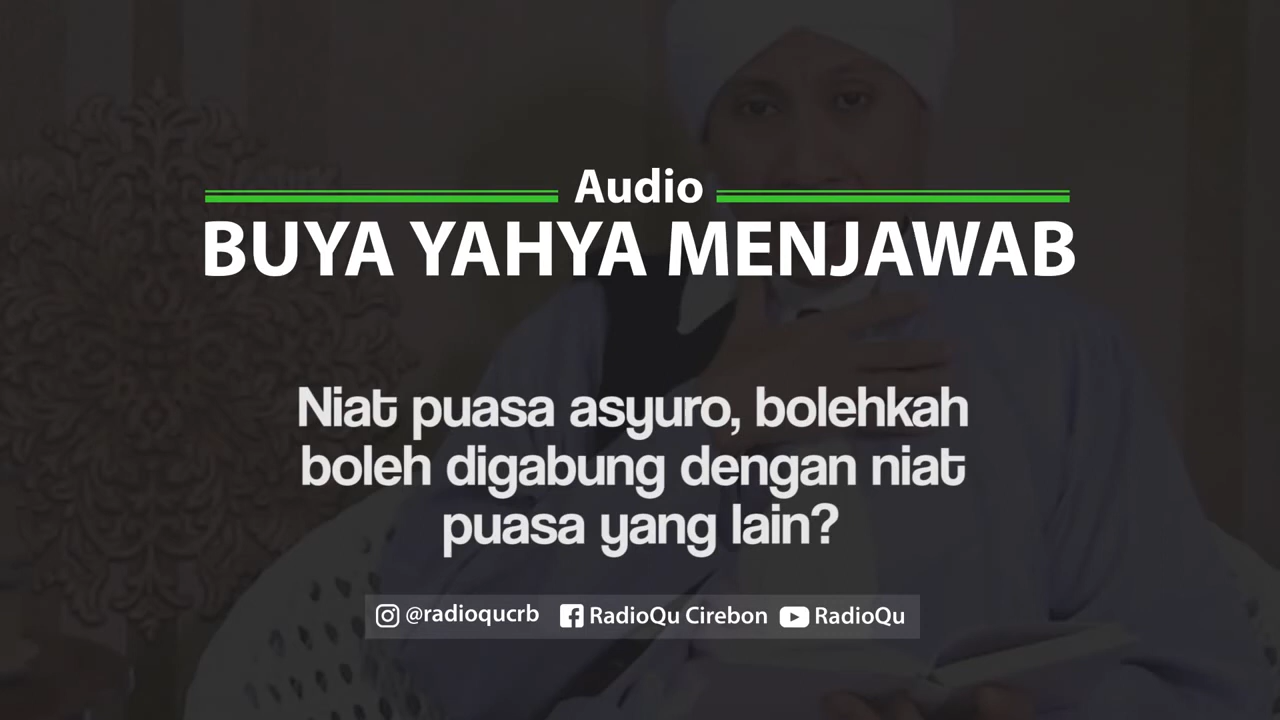 Audio
BUYA YAHYA MENJAWAB
Niat puasa asyuro, bolehkah
boleh digabung dengan niat
puasa yang lain?
@radioqucrb RadioQu Cirebon RadioQu